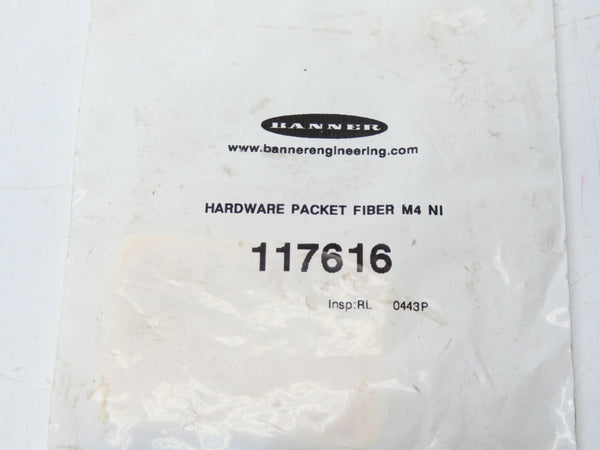 BANNER
www.bannerengineering.com
HARDWARE PACKET FIBER M4 NI
117616
Insp:RL 0443P